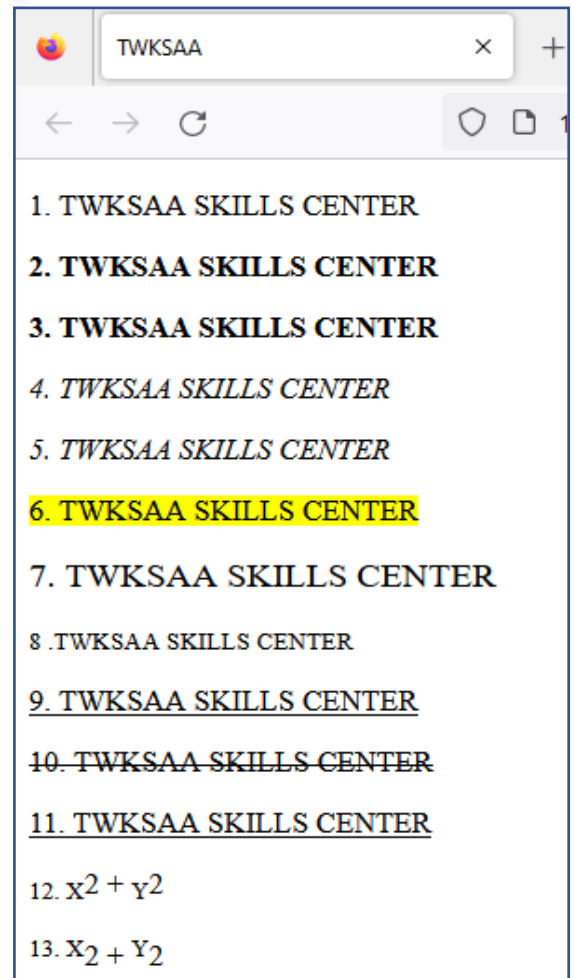 TWKSAA
1
1. TWKSAA SKILLS CENTER
2. TWKSAA SKILLS CENTER
3. TWKSAA SKILLS CENTER
4. TWKSAA SKILLS CENTER
5. TWKSAA SKILLS CENTER
6. TWKSAA SKILLS CENTER
7. TWKSAA SKILLS CENTER
8 .TWKSAA SKILLS CENTER
9. TWKSAA SKILLS CENTER
10. TWKSAA SKILLS CENTER
11. TWKSAA SKILLS CENTER
12. X2 + Y2
13. X2 + Y2